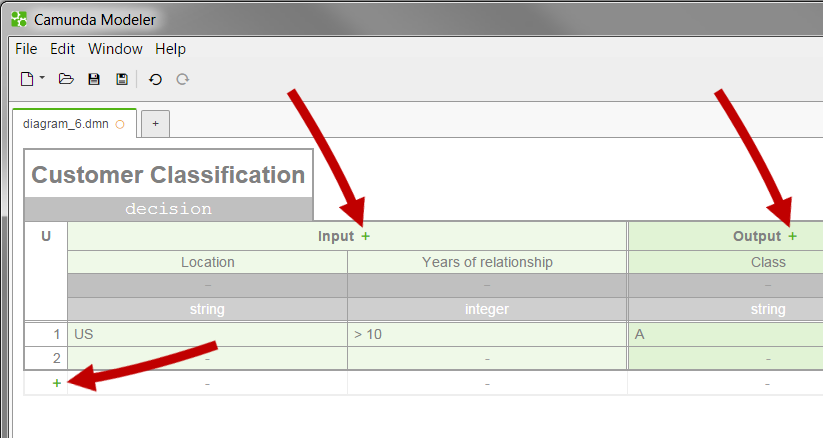 Camunda Modeler
File Edit Window Help
diagram_6.dmn +
Customer Classification
decision
U Input + Output +
Location Years of relationship Class
- - -
string integer string
1 US > 10 A
2 - - -
+ - - -